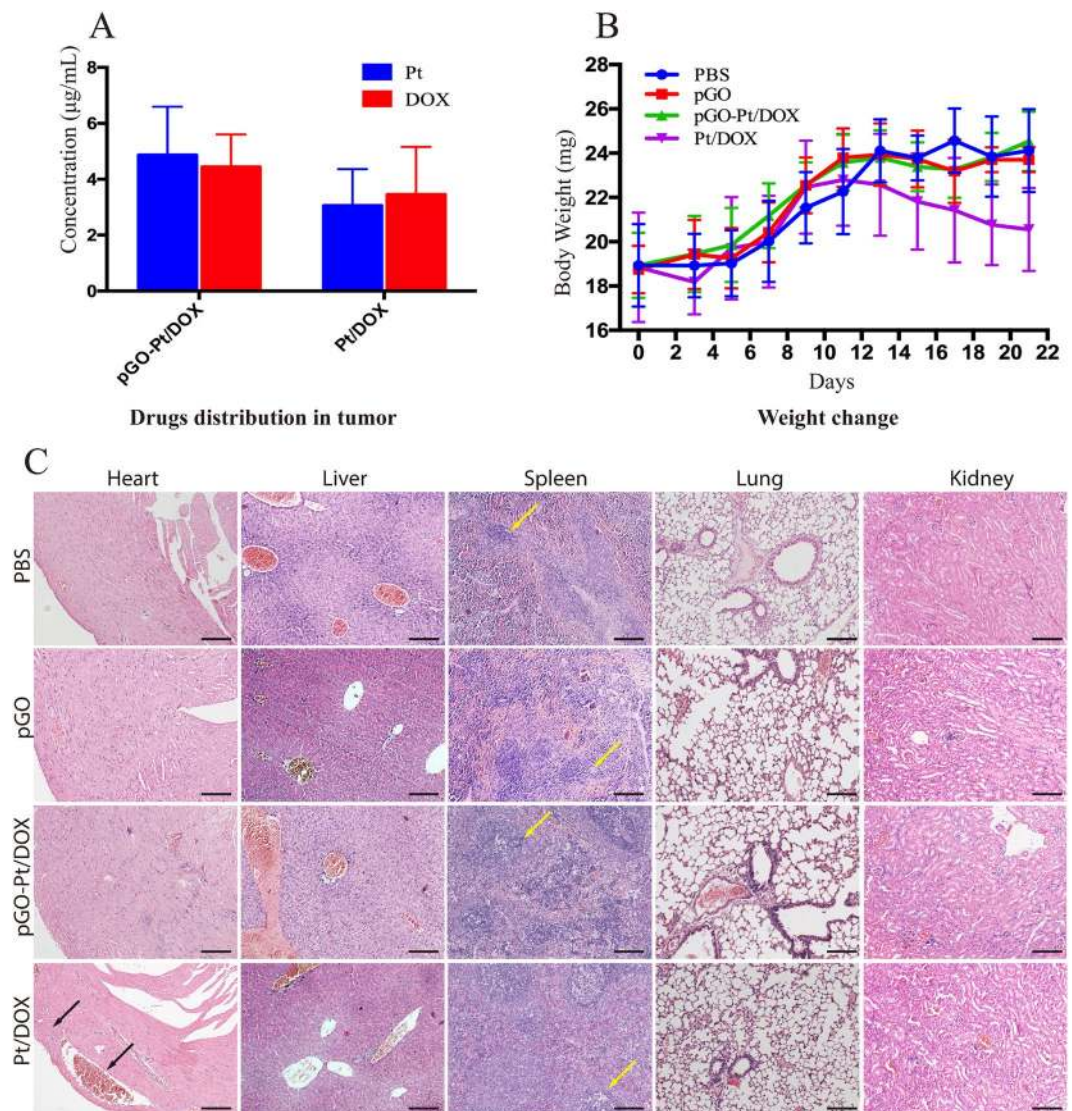 A
Concentration (µg/mL)
8
6
4
2
0
Pt
DOX
pGO-Pt/DOX
Pt/DOX
Drugs distribution in tumor
B
Body Weight (mg)
28
26
24
22
20
18
16
PBS
pGO
pGO-Pt/DOX
Pt/DOX
0 2 4 6 8 10 12 14 16 18 20 22
Days
Weight change
C
Heart Liver Spleen Lung Kidney
PBS
pGO
pGO-Pt/DOX
Pt/DOX